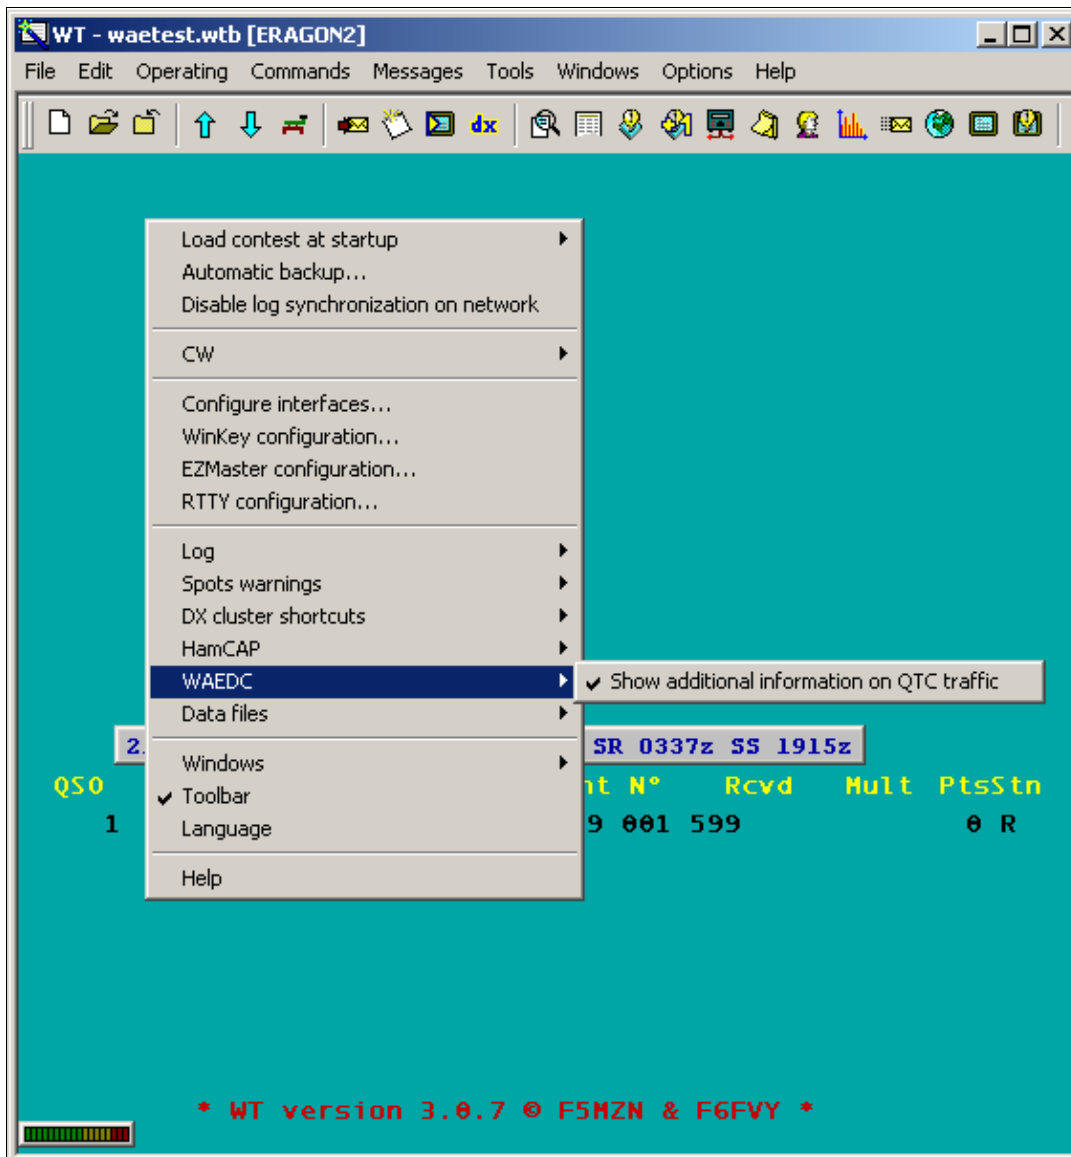 WT - waetest.wtb [ERAGON2]
File Edit Operating Commands Messages Tools Windows Options Help
dx
Load contest at startup
Automatic backup...
Disable log synchronization on network
CW
Configure interfaces...
WinKey configuration...
EZMaster configuration...
RTTY configuration...
Log
Spots warnings
DX cluster shortcuts
HamCAP
WAEDC
Show additional information on QTC traffic
Data files
2. SR 0337z SS 1915z
Windows
QSO nt N° Rcvd Mult PtsStn
Toolbar
1 9 001 599 0 R
Language
Help
* WT version 3.0.7 © F5MZN & F6FVY *